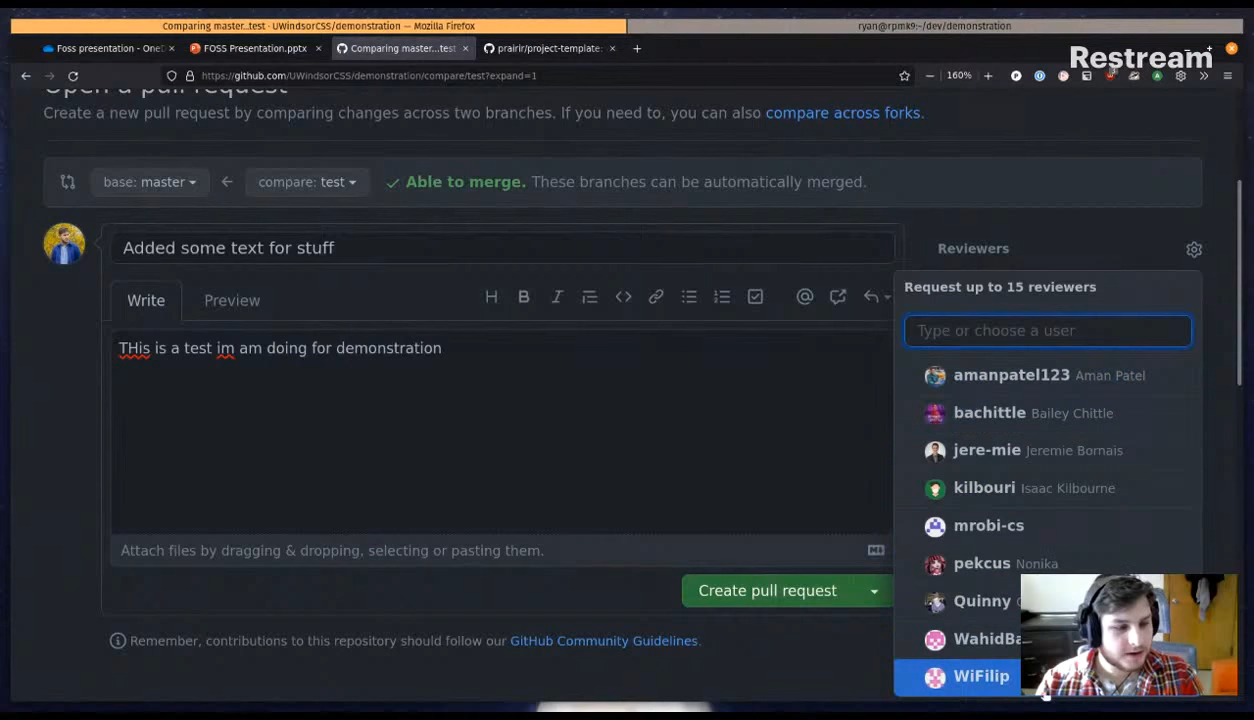 Comparing master...test · UWindsorCSS/demonstration — Mozilla Firefox
ryan@rpmk9:~/dev/demonstration
Foss presentation - OneD
FOSS Presentation.pptx
Comparing master...test
prairir/project-template:
Restream
https://github.com/UWindsorCSS/demonstration/compare/test?expand=1
160%
Open a pull request
Create a new pull request by comparing changes across two branches. If you need to, you can also compare across forks.
base: master
compare: test
Able to merge. These branches can be automatically merged.
Added some text for stuff
Reviewers
Write
Preview
Request up to 15 reviewers
Type or choose a user
THis is a test im am doing for demonstration
amanpatel123 Aman Patel
bachittle Bailey Chittle
jere-mie Jeremie Bornais
kilbouri Isaac Kilbourne
mrobi-cs
pekcus Nonika
Quinny
WahidBa
WiFilip
Attach files by dragging & dropping, selecting or pasting them.
Create pull request
Remember, contributions to this repository should follow our GitHub Community Guidelines.